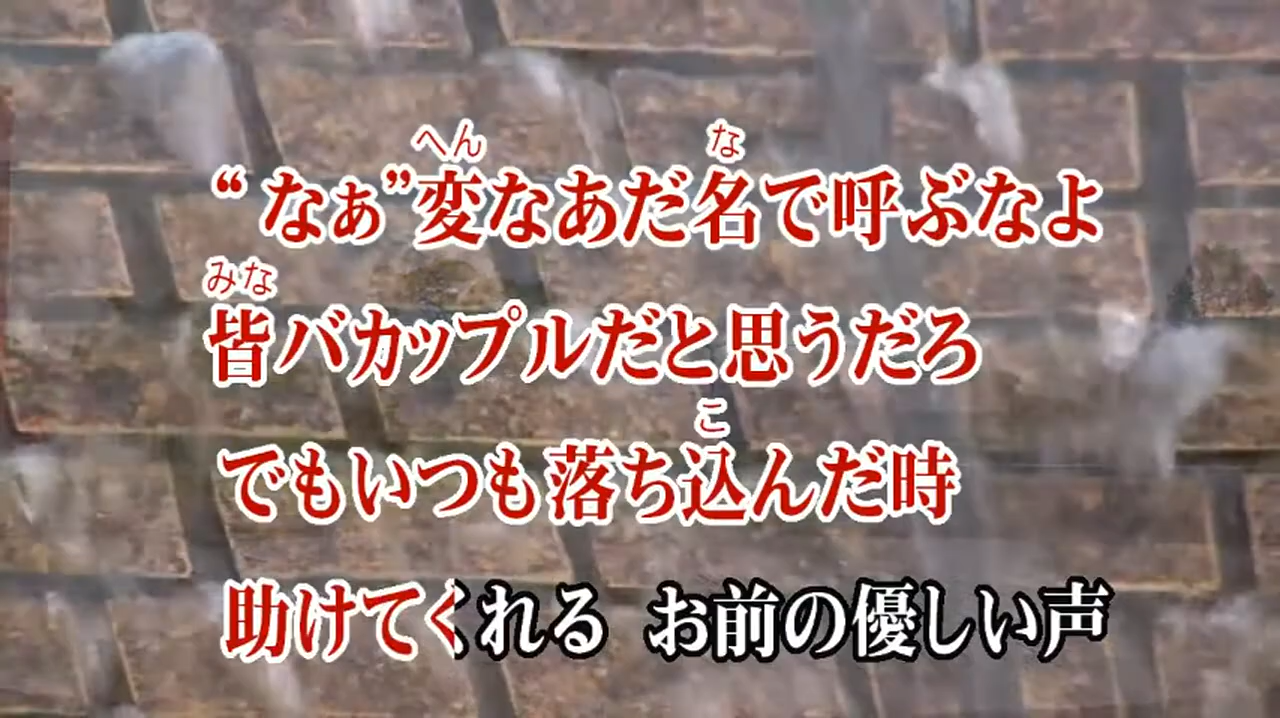 へん な
“なぁ”変なあだ名で呼ぶなよ
みな
皆バカップルだと思うだろ
こ
でもいつも落ち込んだ時
助けてくれる お前の優しい声